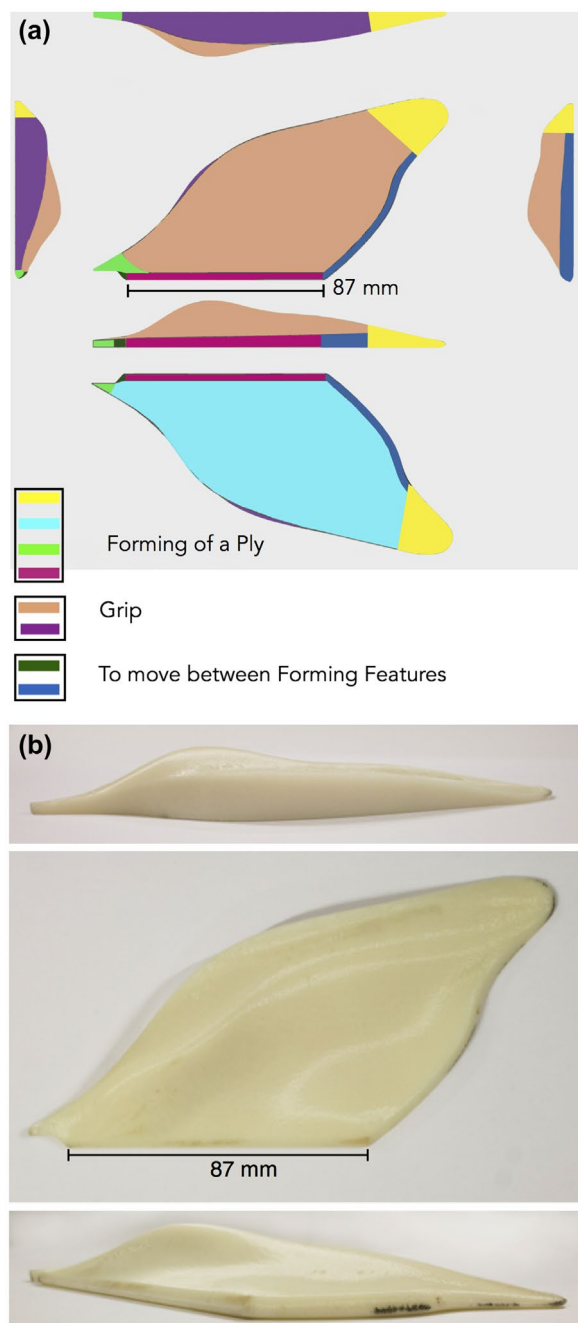 (a)
87 mm
Forming of a Ply
Grip
To move between Forming Features
(b)
87 mm